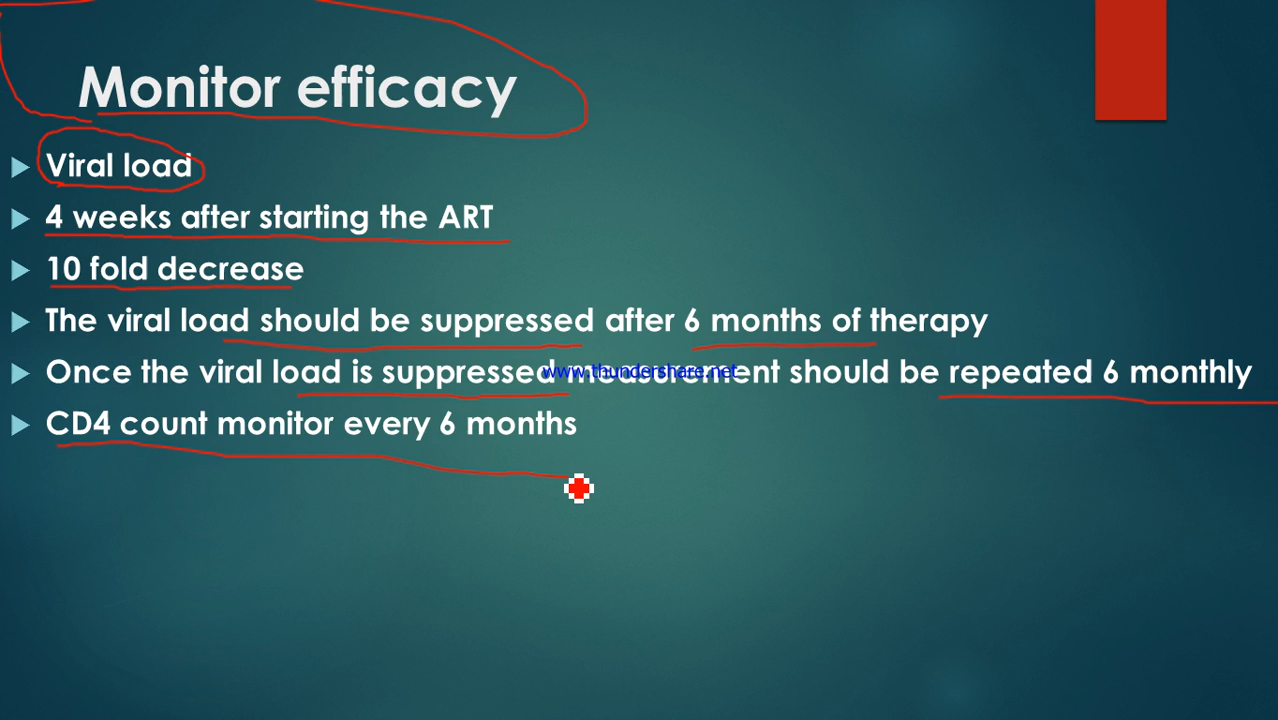 Monitor efficacy
Viral load
4 weeks after starting the ART
10 fold decrease
The viral load should be suppressed after 6 months of therapy
Once the viral load is suppressed measurement should be repeated 6 monthly
www.thundershare.net
CD4 count monitor every 6 months